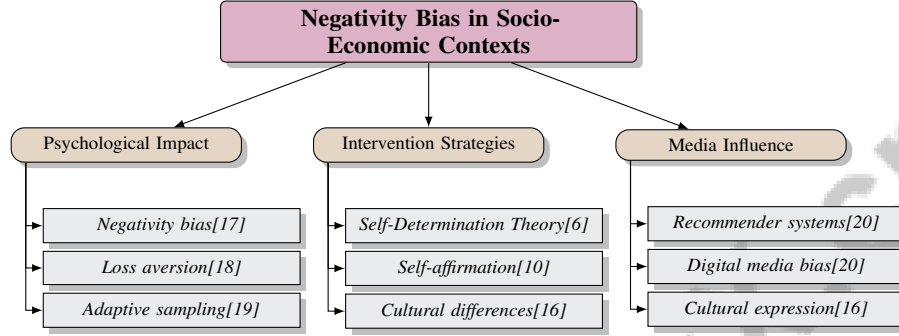 Negativity Bias in Socio-
Economic Contexts
Psychological Impact
Intervention Strategies
Media Influence
Negativity bias[17]
Loss aversion[18]
Adaptive sampling[19]
Self-Determination Theory[6]
Self-affirmation[10]
Cultural differences[16]
Recommender systems[20]
Digital media bias[20]
Cultural expression[16]